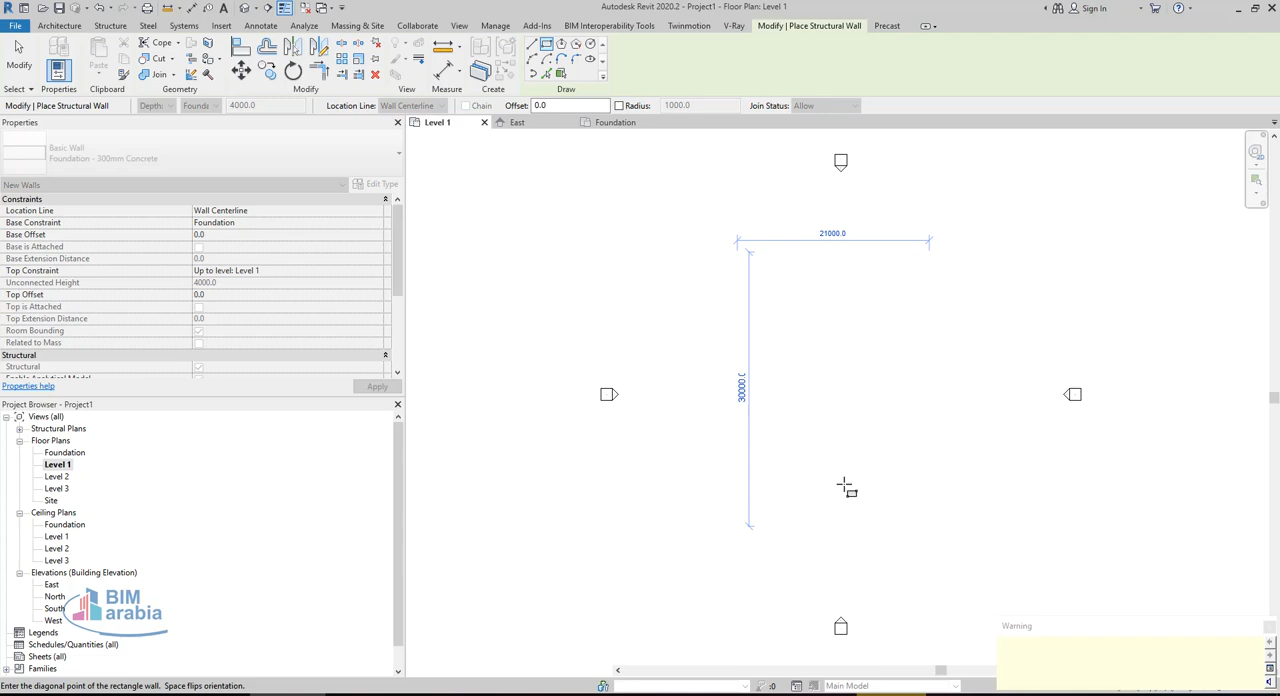 Autodesk Revit 2020.2 - Project1 - Floor Plan: Level 1
Sign In
File Architecture Structure Steel Systems Insert Annotate Analyze Massing & Site Collaborate View Manage Add-Ins BIM Interoperability Tools Twinmotion V-Ray Modify | Place Structural Wall Precast
Cope
Cut
Modify Paste Join
Select Properties Clipboard Geometry Modify View Measure Create Draw
Modify | Place Structural Wall Depth: Founda 4000.0 Location Line: Wall Centerline Chain Offset: 0.0 Radius: 1000.0 Join Status: Allow
Properties
Level 1 East Foundation
Basic Wall
Foundation - 300mm Concrete
New Walls Edit Type
Constraints
Location Line Wall Centerline
Base Constraint Foundation
Base Offset 0.0
Base is Attached
Base Extension Distance 0.0
Top Constraint Up to level: Level 1
Unconnected Height 4000.0
Top Offset 0.0
Top is Attached
Top Extension Distance 0.0
Room Bounding
Related to Mass
Structural
Structural
Properties help Apply
21000.0
30000.0
Project Browser - Project1
Views (all)
Structural Plans
Floor Plans
Foundation
Level 1
Level 2
Level 3
Site
Ceiling Plans
Foundation
Level 1
Level 2
Level 3
Elevations (Building Elevation)
East
North
South
West
BIM
arabia
Legends
Schedules/Quantities (all)
Sheets (all)
Families
Warning
Enter the diagonal point of the rectangle wall. Space flips orientation. :0 Main Model